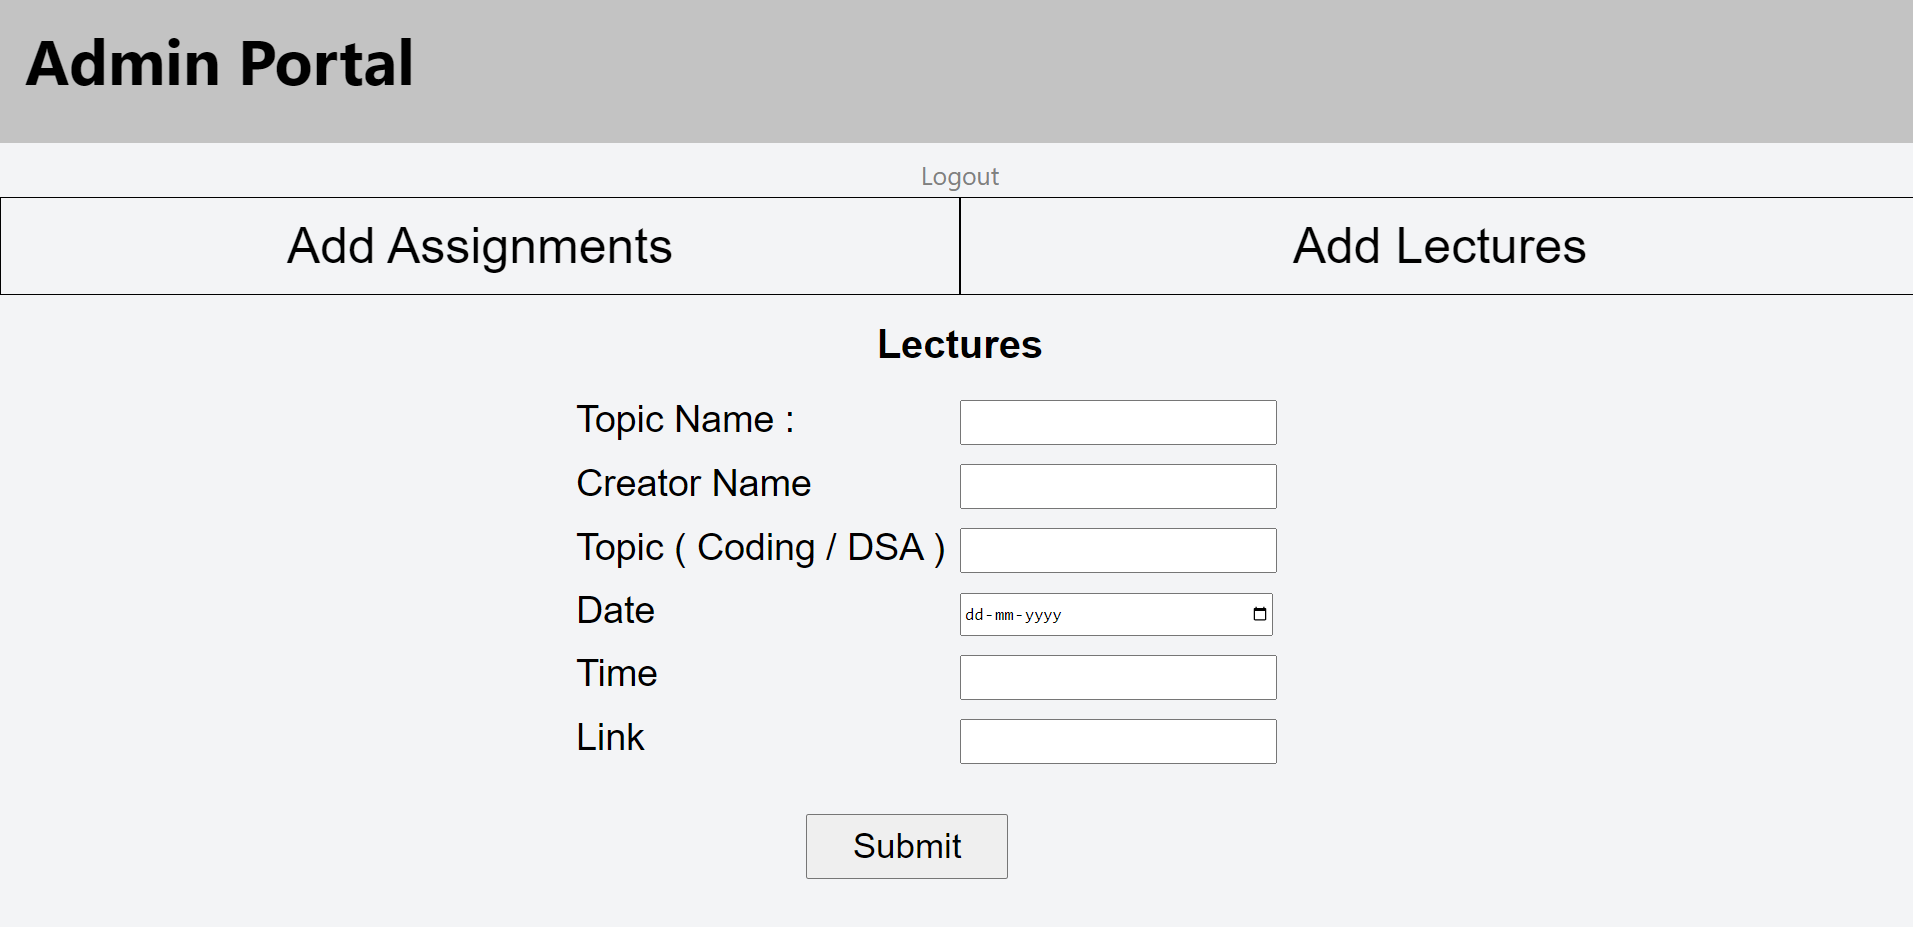 Admin Portal
Logout
Add Assignments
Add Lectures
Lectures
Topic Name :
Creator Name
Topic ( Coding / DSA )
Date dd-mm-yyyy
Time
Link
Submit